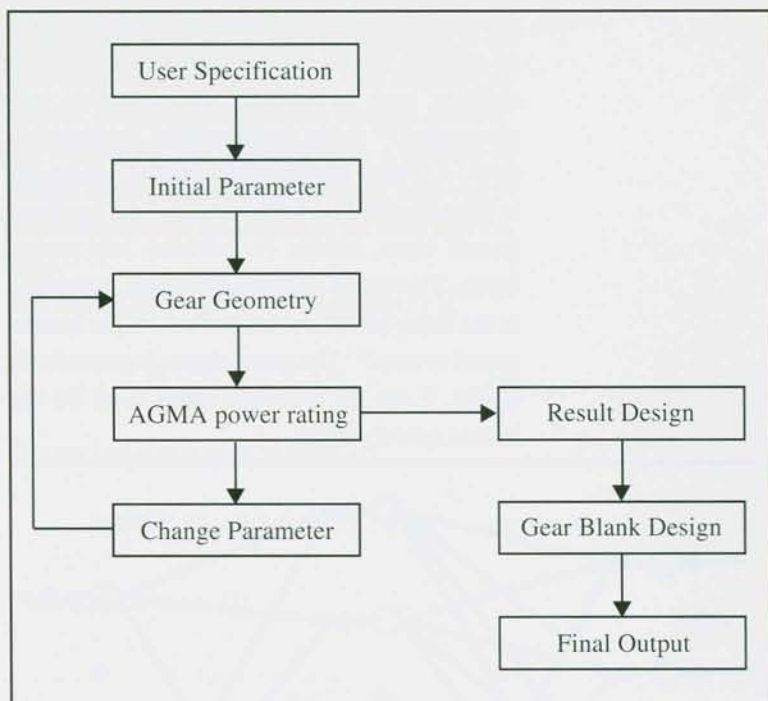 User Specification
Initial Parameter
Gear Geometry
AGMA power rating
Change Parameter
Result Design
Gear Blank Design
Final Output